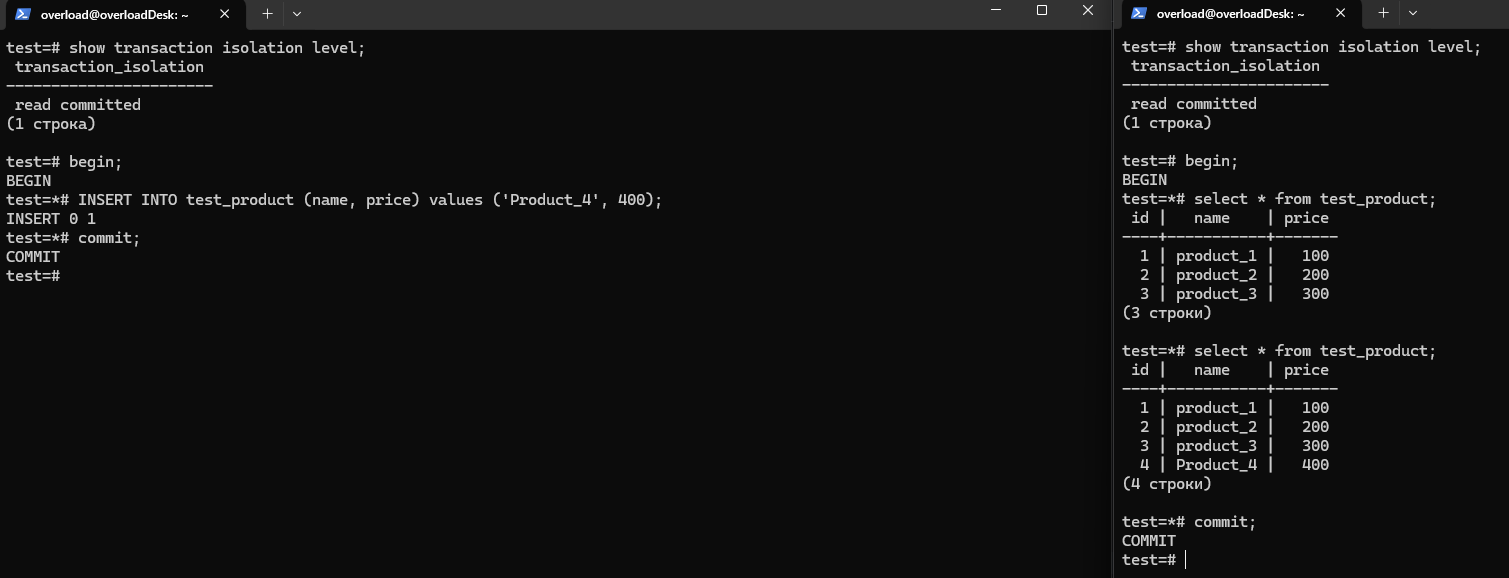 overload@overloadDesk: ~
test=# show transaction isolation level;
transaction_isolation
-----------------------
read committed
(1 строка)
test=# begin;
BEGIN
test=*# INSERT INTO test_product (name, price) values ('Product_4', 400);
INSERT 0 1
test=*# commit;
COMMIT
test=#
overload@overloadDesk: ~
test=# show transaction isolation level;
transaction_isolation
-----------------------
read committed
(1 строка)
test=# begin;
BEGIN
test=*# select * from test_product;
id |   name    | price
----+-----------+-------
1 | product_1 |   100
2 | product_2 |   200
3 | product_3 |   300
(3 строки)
test=*# select * from test_product;
id |   name    | price
----+-----------+-------
1 | product_1 |   100
2 | product_2 |   200
3 | product_3 |   300
4 | Product_4 |   400
(4 строки)
test=*# commit;
COMMIT
test=#